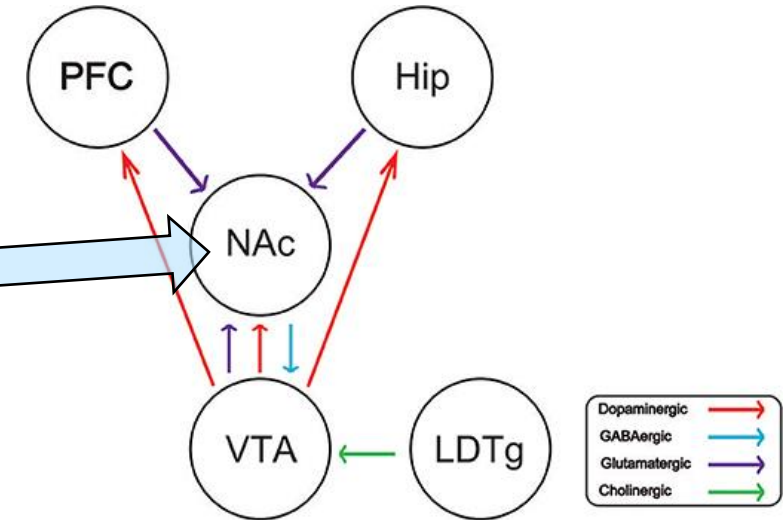 PFC
Hip
NAc
VTA
LDTg
Dopaminergic
GABAergic
Glutamatergic
Cholinergic